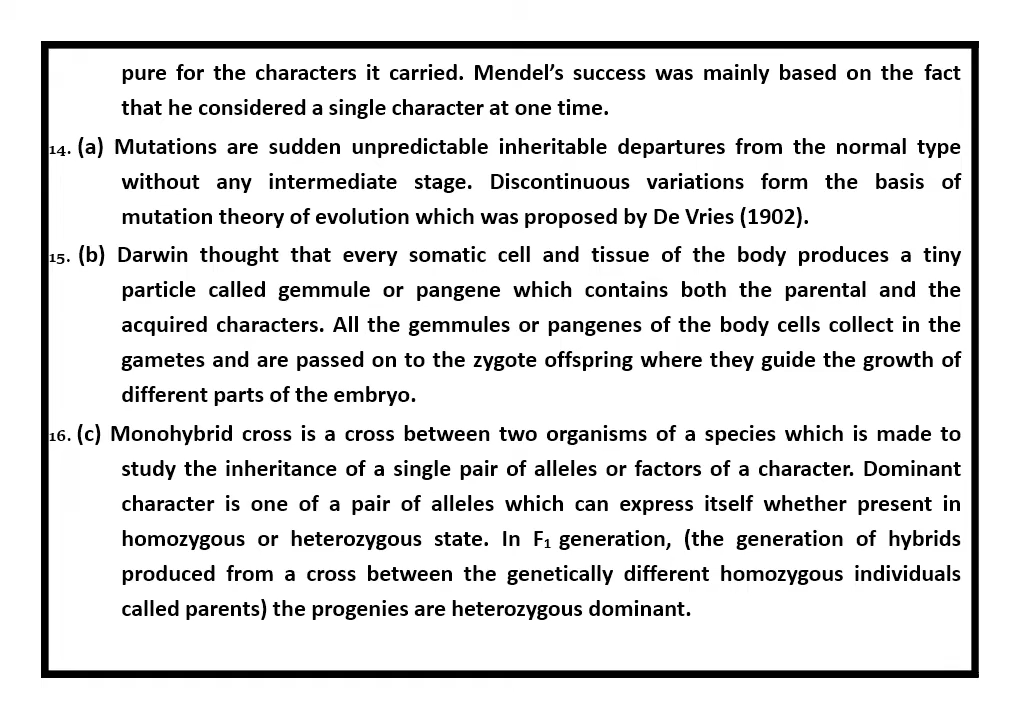 pure for the characters it carried. Mendel’s success was mainly based on the fact
that he considered a single character at one time.
14. (a) Mutations are sudden unpredictable inheritable departures from the normal type
without any intermediate stage. Discontinuous variations form the basis of
mutation theory of evolution which was proposed by De Vries (1902).
15. (b) Darwin thought that every somatic cell and tissue of the body produces a tiny
particle called gemmule or pangene which contains both the parental and the
acquired characters. All the gemmules or pangenes of the body cells collect in the
gametes and are passed on to the zygote offspring where they guide the growth of
different parts of the embryo.
16. (c) Monohybrid cross is a cross between two organisms of a species which is made to
study the inheritance of a single pair of alleles or factors of a character. Dominant
character is one of a pair of alleles which can express itself whether present in
homozygous or heterozygous state. In F₁ generation, (the generation of hybrids
produced from a cross between the genetically different homozygous individuals
called parents) the progenies are heterozygous dominant.